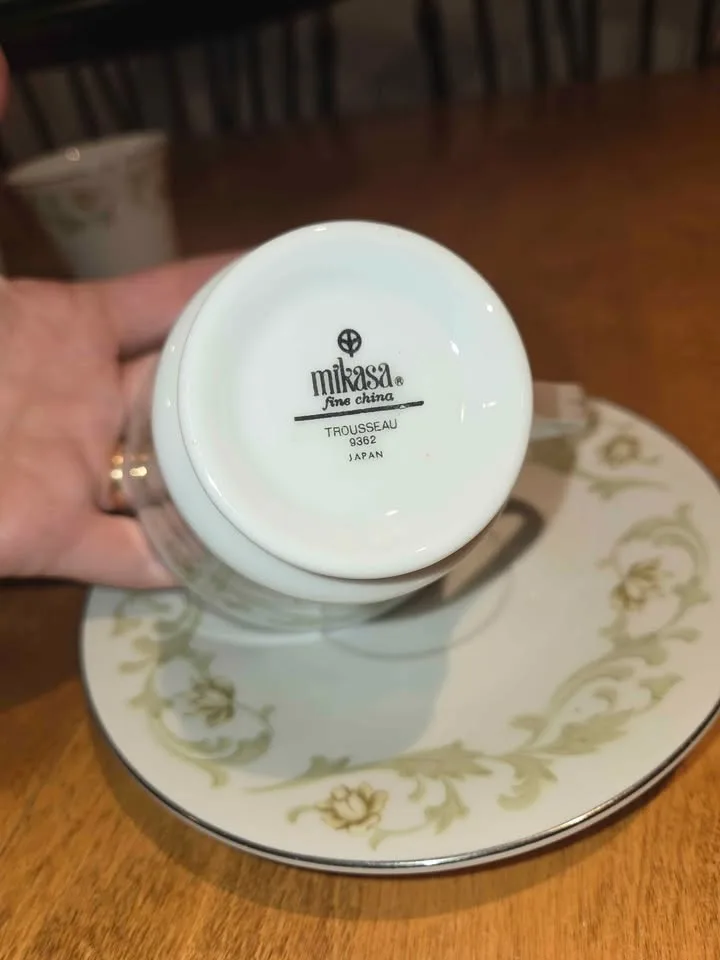 mikasa®
fine china
TROUSSEAU
9362
JAPAN